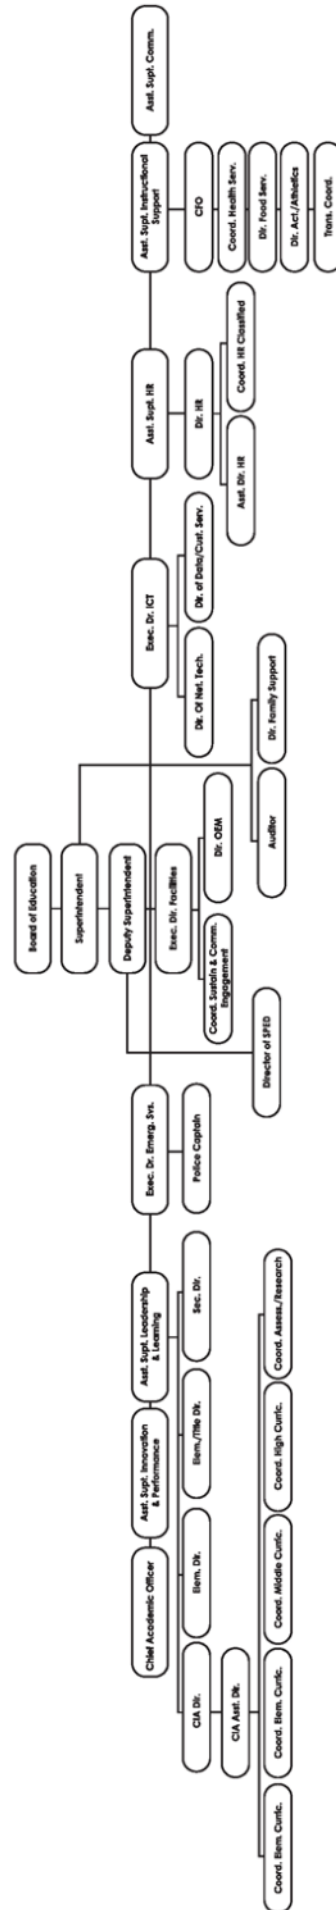 Board of Education
Superintendent
Deputy Superintendent
Chief Academic Officer
Asst. Supt. Innovation
& Performance
Asst. Supt. Leadership
& Learning
Exec. Dr. Emerg. Svs.
Exec. Dir. Facilities
Exec. Dr. ICT
Asst. Supt. HR
Asst. Supt. Instructional
Support
Asst. Supt. Comm.
CIA Dir.
Elem. Dir.
Elem./Title Dir.
Sec. Dir.
Police Captain
Coord. Sustain & Comm.
Engagement
Dir. OEM
Dir. Of Net. Tech.
Dir. of Data/Cust. Serv.
Dir. HR
CFO
CIA Asst. Dir.
Asst. Dir. HR
Coord. HR Classified
Coord. Health Serv.
Director of SPED
Auditor
Dir. Family Support
Dir. Food Serv.
Coord. Elem. Curric.
Coord. Elem. Curric.
Coord. Middle Curric.
Coord. High Curric.
Coord. Assess./Research
Dir. Act./Athletics
Trans. Coord.